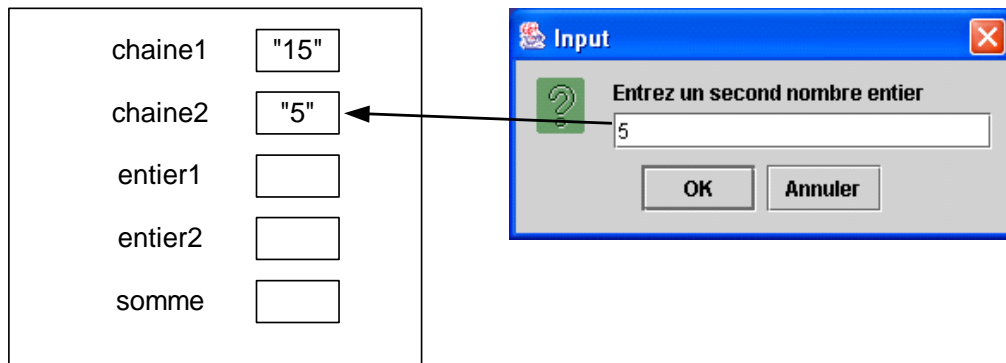 chaine1 "15"
chaine2 "5"
entier1
entier2
somme
Input
Entrez un second nombre entier
5
OK Annuler